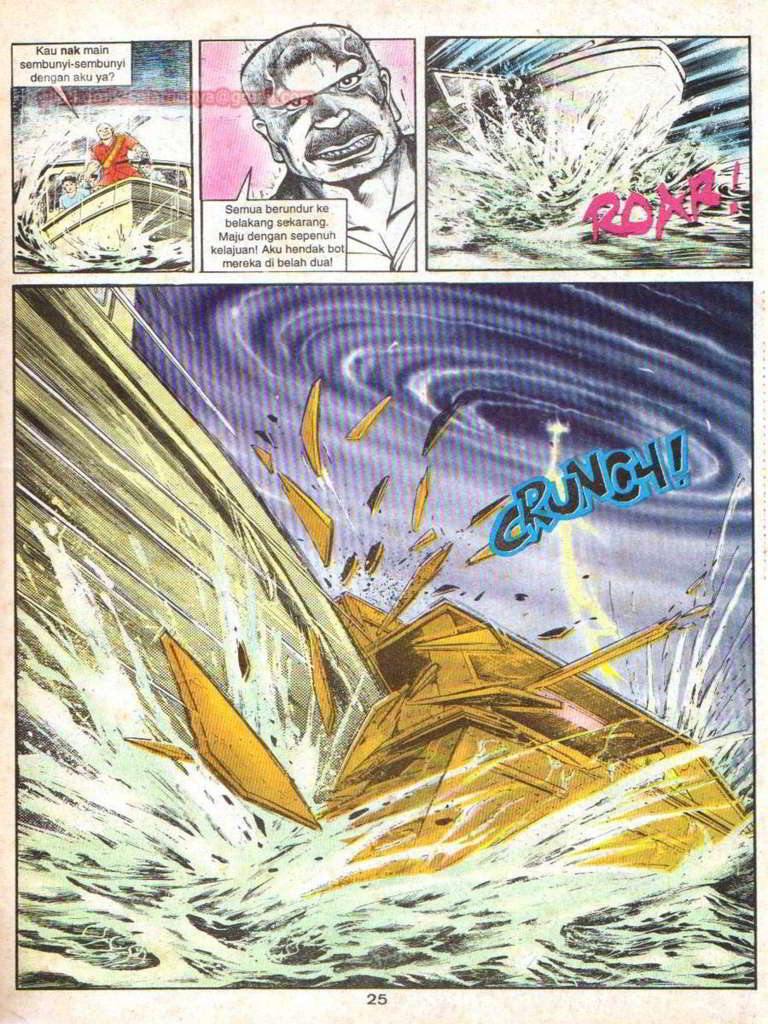 Kau nak main
sembunyi-sembunyi
dengan aku ya?
Semua berundur ke
belakang sekarang.
Maju dengan sepenuh
kelajuan! Aku hendak bot
mereka di belah dua!
ROAR!
CRUNCH!
25